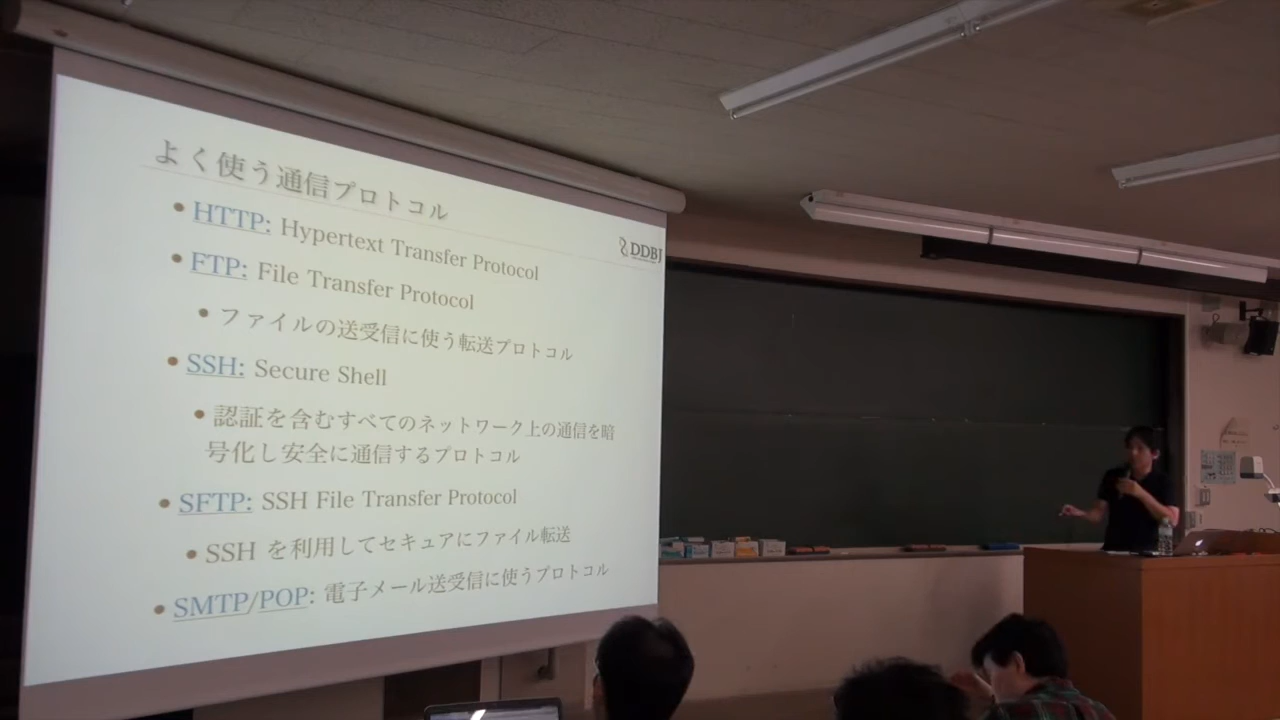 よく使う通信プロトコル
DDBJ
• HTTP: Hypertext Transfer Protocol
• FTP: File Transfer Protocol
• ファイルの送受信に使う転送プロトコル
• SSH: Secure Shell
• 認証を含むすべてのネットワーク上の通信を暗
号化し安全に通信するプロトコル
• SFTP: SSH File Transfer Protocol
• SSH を利用してセキュアにファイル転送
• SMTP/POP: 電子メール送受信に使うプロトコル